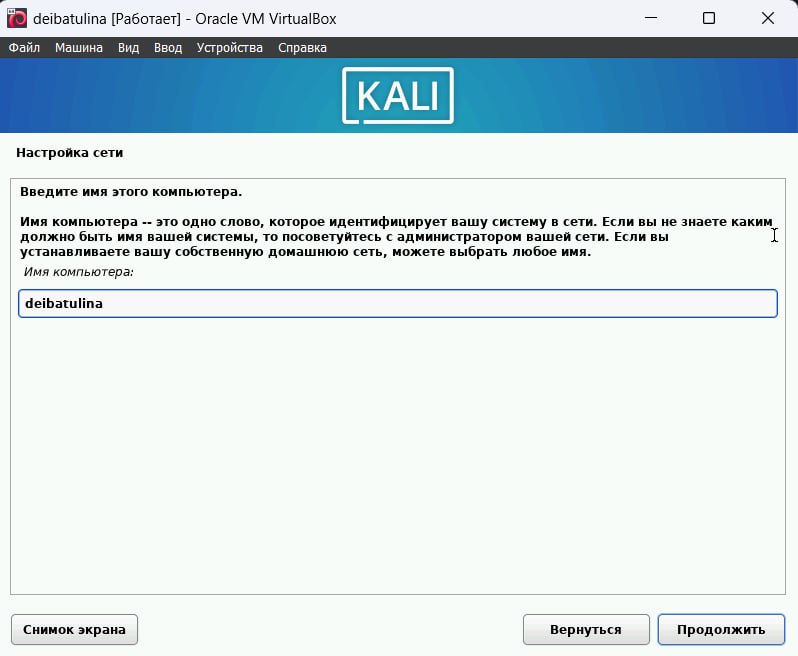 deibatulina [Работает] - Oracle VM VirtualBox
Файл Машина Вид Ввод Устройства Справка
KALI
Настройка сети
Введите имя этого компьютера.
Имя компьютера -- это одно слово, которое идентифицирует вашу систему в сети. Если вы не знаете каким
должно быть имя вашей системы, то посоветуйтесь с администратором вашей сети. Если вы
устанавливаете вашу собственную домашнюю сеть, можете выбрать любое имя.
Имя компьютера:
deibatulina
Снимок экрана Вернуться Продолжить